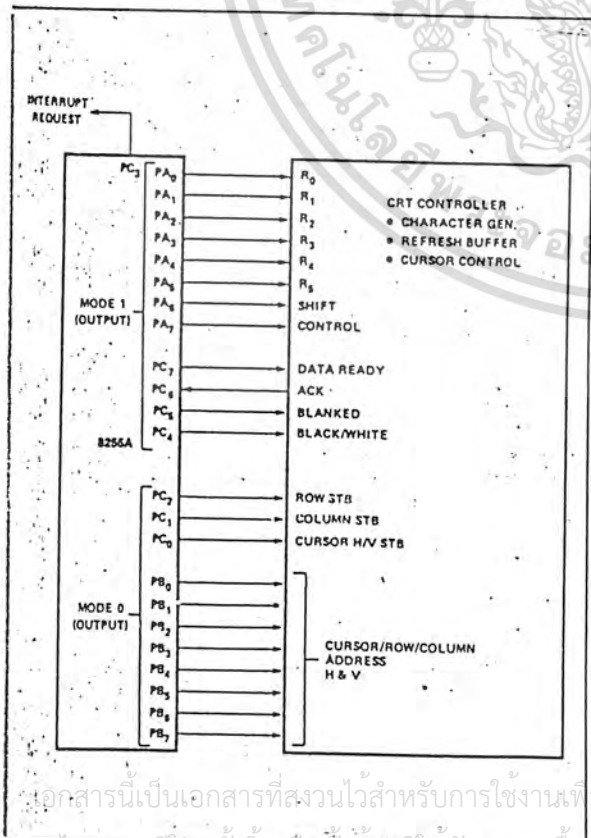 INTERRUPT
REQUEST
PC₃
PA₀
PA₁
PA₂
PA₃
PA₄
PA₅
PA₆
PA₇
MODE 1
(OUTPUT)
PC₇
PC₆
PC₅
PC₄
8255A
PC₂
PC₁
PC₀
MODE 0
(OUTPUT)
PB₀
PB₁
PB₂
PB₃
PB₄
PB₅
PB₆
PB₇
R₀
R₁
R₂
R₃
R₄
R₅
SHIFT
CONTROL
CRT CONTROLLER
• CHARACTER GEN.
• REFRESH BUFFER
• CURSOR CONTROL
DATA READY
ACK
BLANKED
BLACK/WHITE
ROW STB
COLUMN STB
CURSOR H/V STB
CURSOR/ROW/COLUMN
ADDRESS
H & V
เอกสารนี้เป็นเอกสารที่สงวนไว้สำหรับการใช้งานเพื่